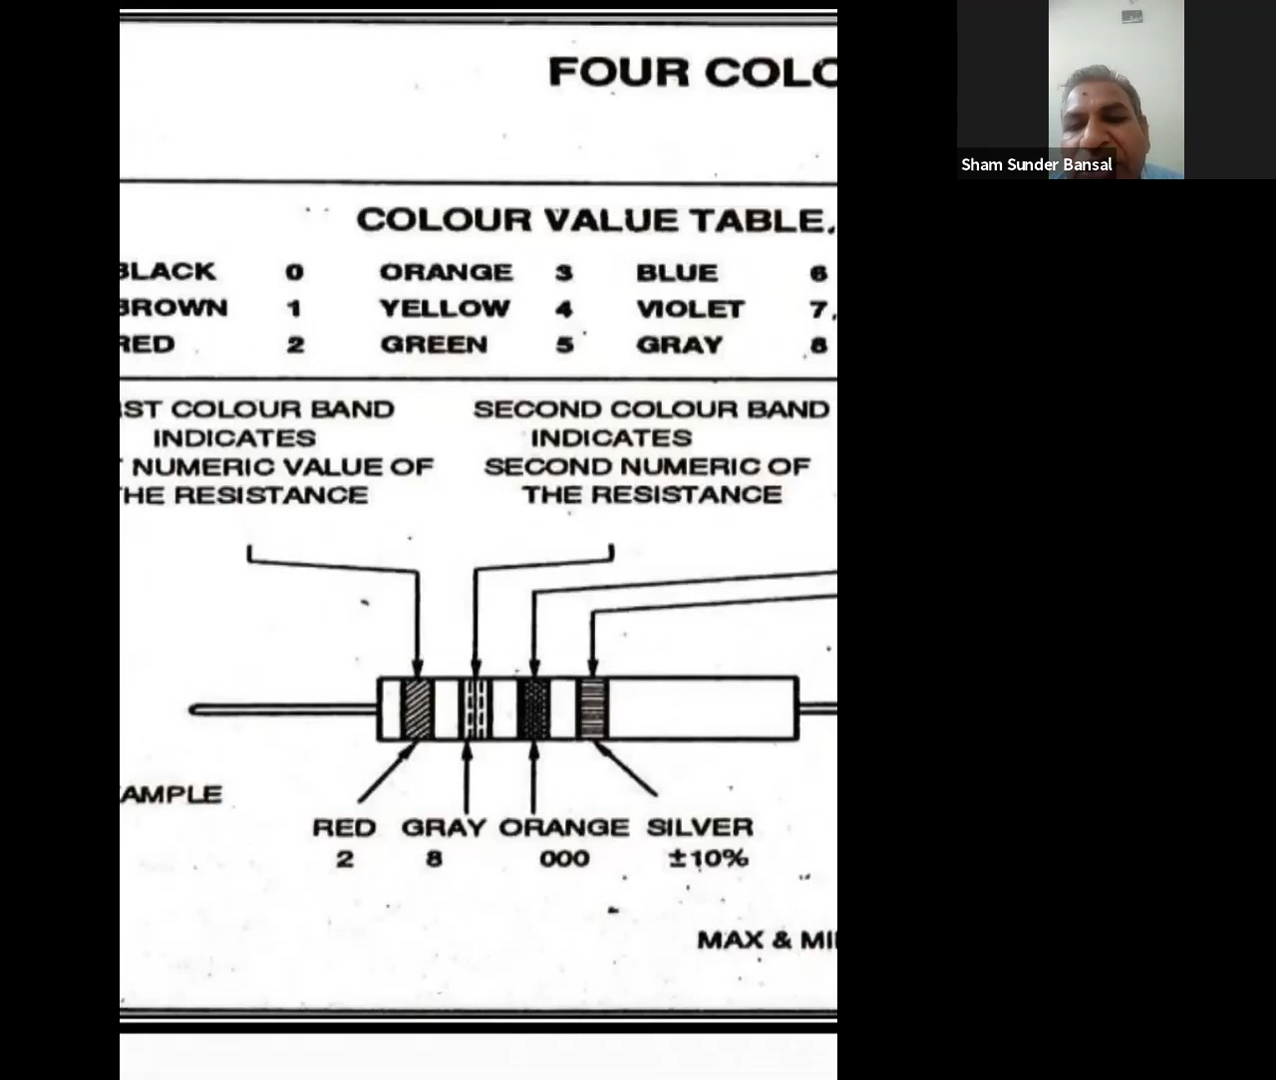 FOUR COLO
COLOUR VALUE TABLE.
BLACK 0 ORANGE 3 BLUE 6
BROWN 1 YELLOW 4 VIOLET 7.
RED 2 GREEN 5 GRAY 8
ST COLOUR BAND
INDICATES
NUMERIC VALUE OF
HE RESISTANCE
SECOND COLOUR BAND
INDICATES
SECOND NUMERIC OF
THE RESISTANCE
AMPLE
RED GRAY ORANGE SILVER
2 8 000 ±10%
MAX & MI
Sham Sunder Bansal